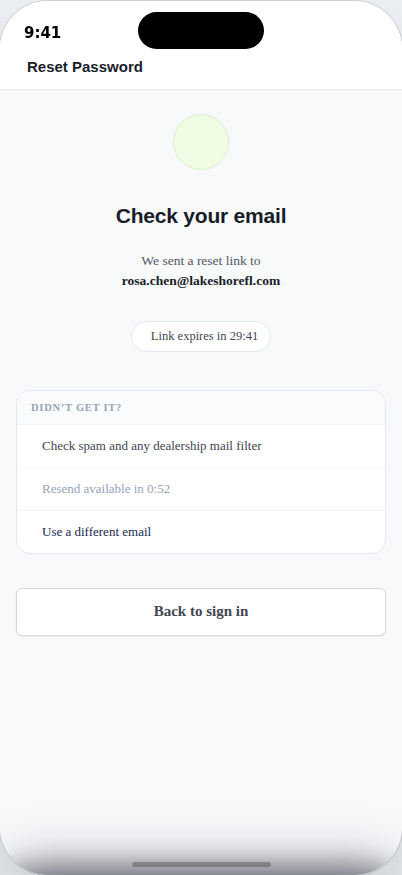 9:41
Reset Password
Check your email
We sent a reset link to
rosa.chen@lakeshorefl.com
Link expires in 29:41
DIDN’T GET IT?
Check spam and any dealership mail filter
Resend available in 0:52
Use a different email
Back to sign in